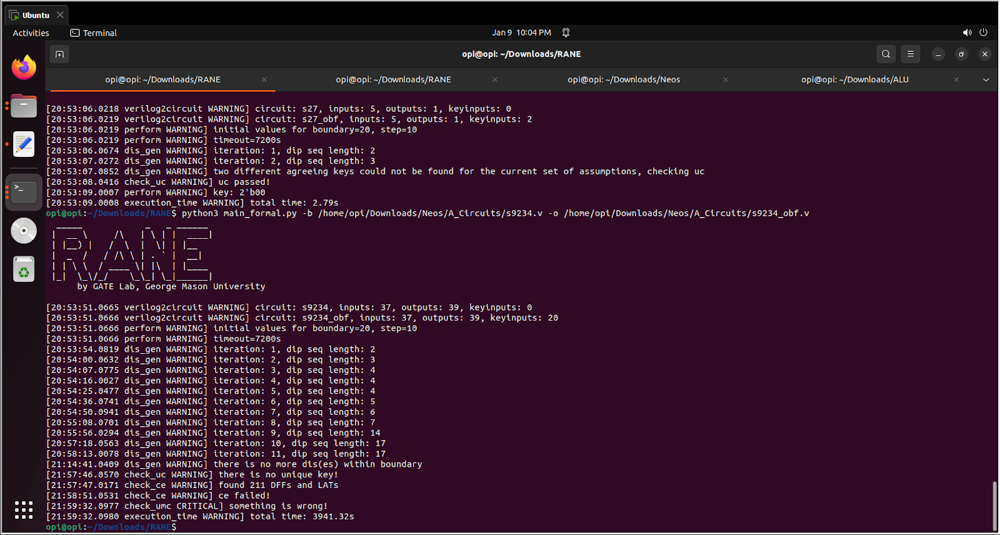 Ubuntu
Activities
Terminal
Jan 9 10:04 PM
opi@opi: ~/Downloads/RANE
opi@opi: ~/Downloads/RANE
opi@opi: ~/Downloads/RANE
opi@opi: ~/Downloads/Neos
opi@opi: ~/Downloads/ALU
[20:53:06.0218 verilog2circuit WARNING] circuit: s27, inputs: 5, outputs: 1, keyinputs: 0
[20:53:06.0219 verilog2circuit WARNING] circuit: s27_obf, inputs: 5, outputs: 1, keyinputs: 2
[20:53:06.0219 perform WARNING] initial values for boundary=20, step=10
[20:53:06.0219 perform WARNING] timeout=7200s
[20:53:06.0674 dis_gen WARNING] iteration: 1, dip seq length: 2
[20:53:07.0272 dis_gen WARNING] iteration: 2, dip seq length: 3
[20:53:07.0852 dis_gen WARNING] two different agreeing keys could not be found for the current set of assumptions, checking uc
[20:53:08.0416 check_uc WARNING] uc passed!
[20:53:09.0007 perform WARNING] key: 2'b00
[20:53:09.0008 execution_time WARNING] total time: 2.79s
opi@opi:~/Downloads/RANE$ python3 main_formal.py -b /home/opi/Downloads/Neos/A_Circuits/s9234.v -o /home/opi/Downloads/Neos/A_Circuits/s9234_obf.v
RANE
by GATE Lab, George Mason University
[20:53:51.0665 verilog2circuit WARNING] circuit: s9234, inputs: 37, outputs: 39, keyinputs: 0
[20:53:51.0666 verilog2circuit WARNING] circuit: s9234_obf, inputs: 37, outputs: 39, keyinputs: 20
[20:53:51.0666 perform WARNING] initial values for boundary=20, step=10
[20:53:51.0666 perform WARNING] timeout=7200s
[20:53:54.0819 dis_gen WARNING] iteration: 1, dip seq length: 2
[20:54:00.0632 dis_gen WARNING] iteration: 2, dip seq length: 3
[20:54:07.0775 dis_gen WARNING] iteration: 3, dip seq length: 4
[20:54:16.0027 dis_gen WARNING] iteration: 4, dip seq length: 4
[20:54:25.0477 dis_gen WARNING] iteration: 5, dip seq length: 4
[20:54:36.0741 dis_gen WARNING] iteration: 6, dip seq length: 5
[20:54:50.0941 dis_gen WARNING] iteration: 7, dip seq length: 6
[20:55:08.0701 dis_gen WARNING] iteration: 8, dip seq length: 7
[20:55:56.0294 dis_gen WARNING] iteration: 9, dip seq length: 14
[20:57:18.0563 dis_gen WARNING] iteration: 10, dip seq length: 17
[20:58:13.0078 dis_gen WARNING] iteration: 11, dip seq length: 17
[21:14:41.0409 dis_gen WARNING] there is no more dis(es) within boundary
[21:57:46.0570 check_uc WARNING] there is no unique key!
[21:57:47.0171 check_ce WARNING] found 211 DFFs and LATs
[21:58:51.0531 check_ce WARNING] ce failed!
[21:59:32.0977 check_umc CRITICAL] something is wrong!
[21:59:32.0980 execution_time WARNING] total time: 3941.32s
opi@opi:~/Downloads/RANE$